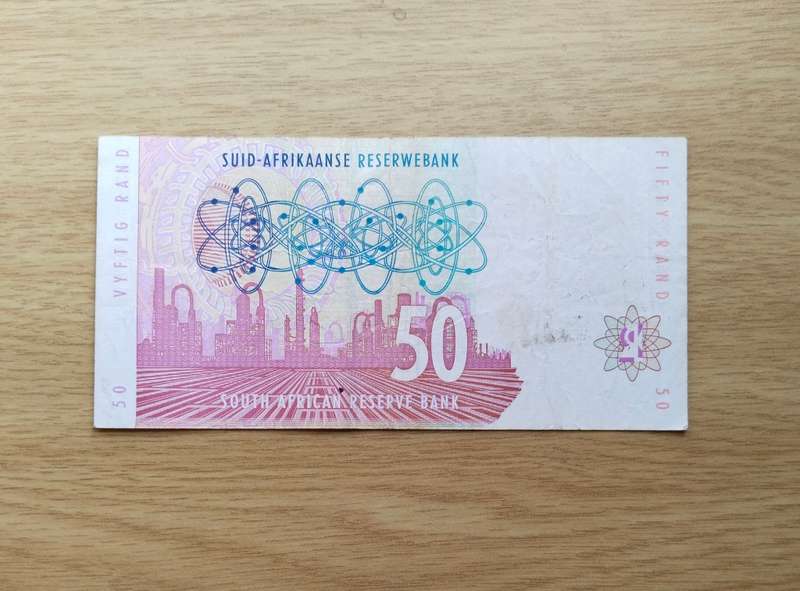 SUID-AFRIKAANSE RESERWEBANK
VYFTIG RAND
50
50
SOUTH AFRICAN RESERVE BANK
FIFTY RAND
50